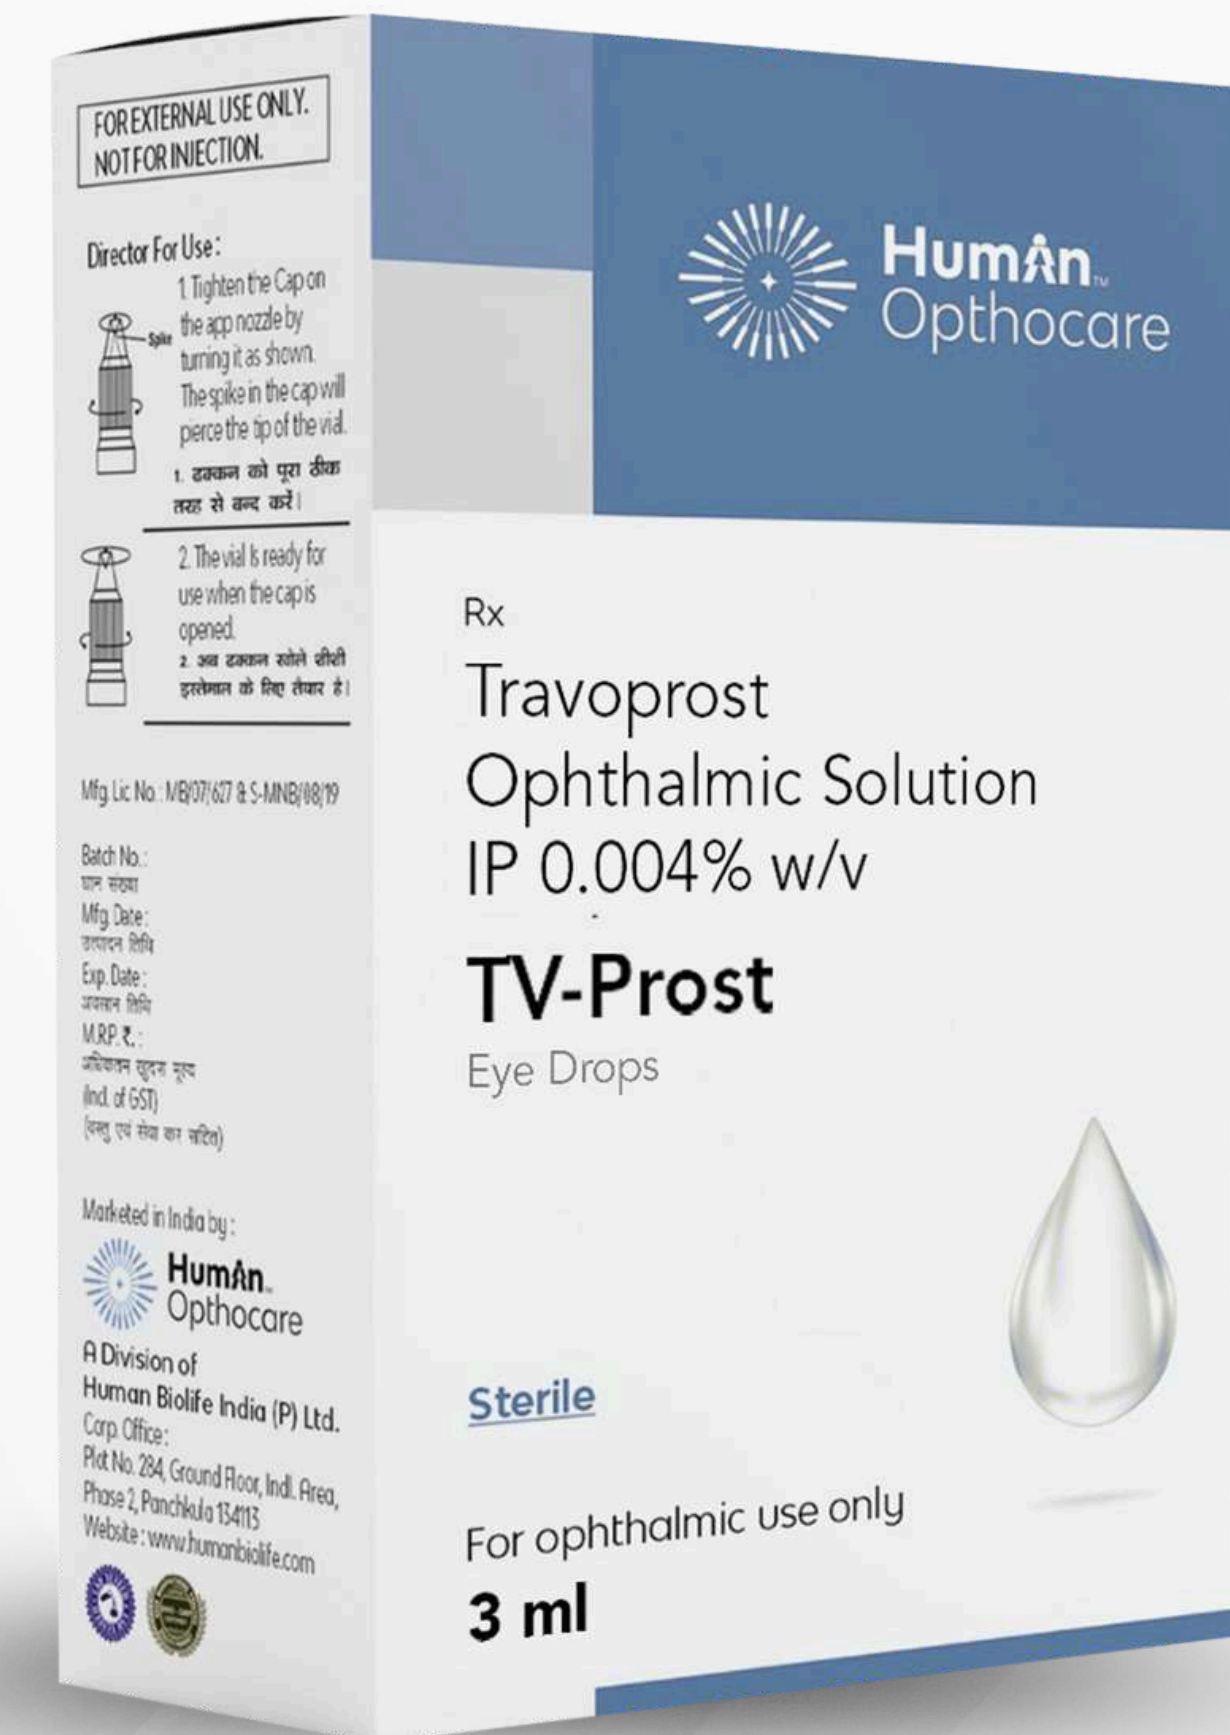 FOR EXTERNAL USE ONLY.
NOT FOR INJECTION.
Director For Use :
1. Tighten the Cap on
the app nozzle by
turning it as shown.
The spike in the cap will
pierce the tip of the vial.
Spike
1. ढक्कन को पूरा ठीक
तरह से बन्द करें।
2. The vial Is ready for
use when the cap is
opened.
2. अब ढक्कन खोले शीशी
इस्तेमाल के लिए तैयार है।
Mfg. Lic No. : MB/07/627 & S-MNB/08/19
Batch No. :
घान संख्या
Mfg. Date :
उत्पादन तिथि
Exp. Date :
अवसान तिथि
M.R.P. ₹. :
अधिकतम खुदरा मूल्य
(Incl. of GST)
(वस्तु एवं सेवा कर सहित)
Marketed in India by :
Human™
Opthocare
A Division of
Human Biolife India (P) Ltd.
Corp. Office :
Plot No. 284, Ground Floor, Indl. Area,
Phase 2, Panchkula 134113
Website : www.humanbiolife.com
Human™
Opthocare
Rx
Travoprost
Ophthalmic Solution
IP 0.004% w/v
TV-Prost
Eye Drops
Sterile
For ophthalmic use only
3 ml